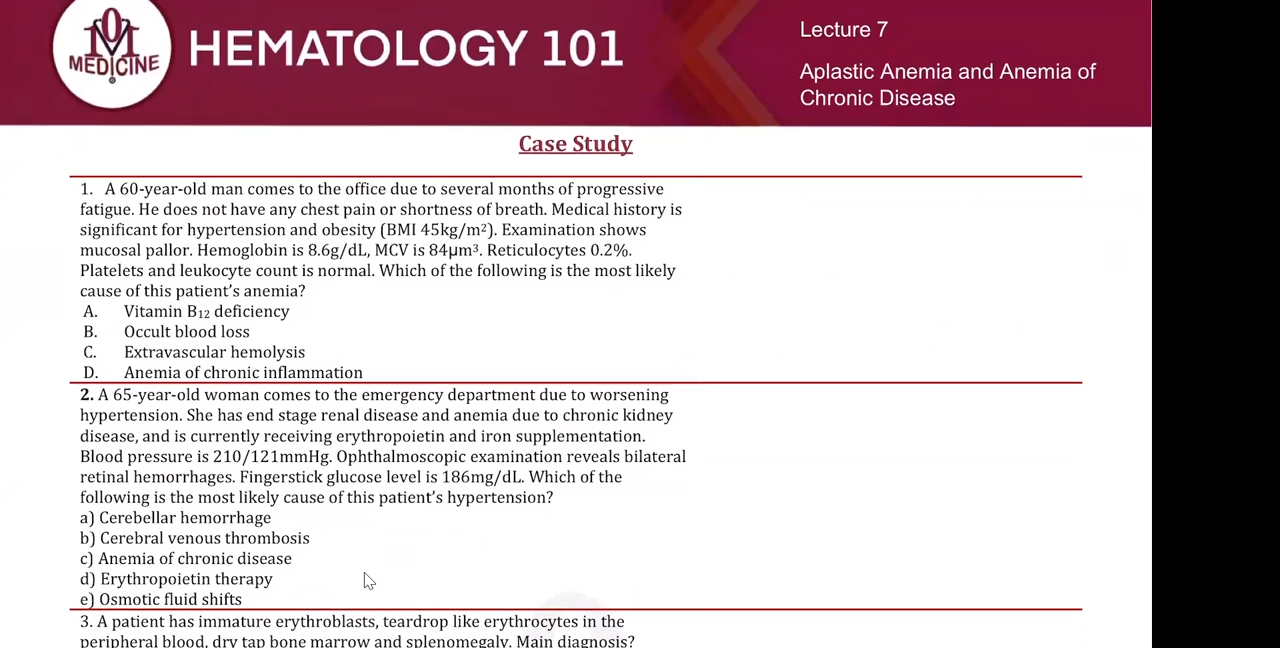 101
MEDICINE
HEMATOLOGY 101
Lecture 7
Aplastic Anemia and Anemia of
Chronic Disease
Case Study
1. A 60-year-old man comes to the office due to several months of progressive
fatigue. He does not have any chest pain or shortness of breath. Medical history is
significant for hypertension and obesity (BMI 45kg/m²). Examination shows
mucosal pallor. Hemoglobin is 8.6g/dL, MCV is 84μm³. Reticulocytes 0.2%.
Platelets and leukocyte count is normal. Which of the following is the most likely
cause of this patient's anemia?
A. Vitamin B₁₂ deficiency
B. Occult blood loss
C. Extravascular hemolysis
D. Anemia of chronic inflammation
2. A 65-year-old woman comes to the emergency department due to worsening
hypertension. She has end stage renal disease and anemia due to chronic kidney
disease, and is currently receiving erythropoietin and iron supplementation.
Blood pressure is 210/121mmHg. Ophthalmoscopic examination reveals bilateral
retinal hemorrhages. Fingerstick glucose level is 186mg/dL. Which of the
following is the most likely cause of this patient's hypertension?
a) Cerebellar hemorrhage
b) Cerebral venous thrombosis
c) Anemia of chronic disease
d) Erythropoietin therapy
e) Osmotic fluid shifts
3. A patient has immature erythroblasts, teardrop like erythrocytes in the
peripheral blood, dry tap bone marrow and splenomegaly. Main diagnosis?